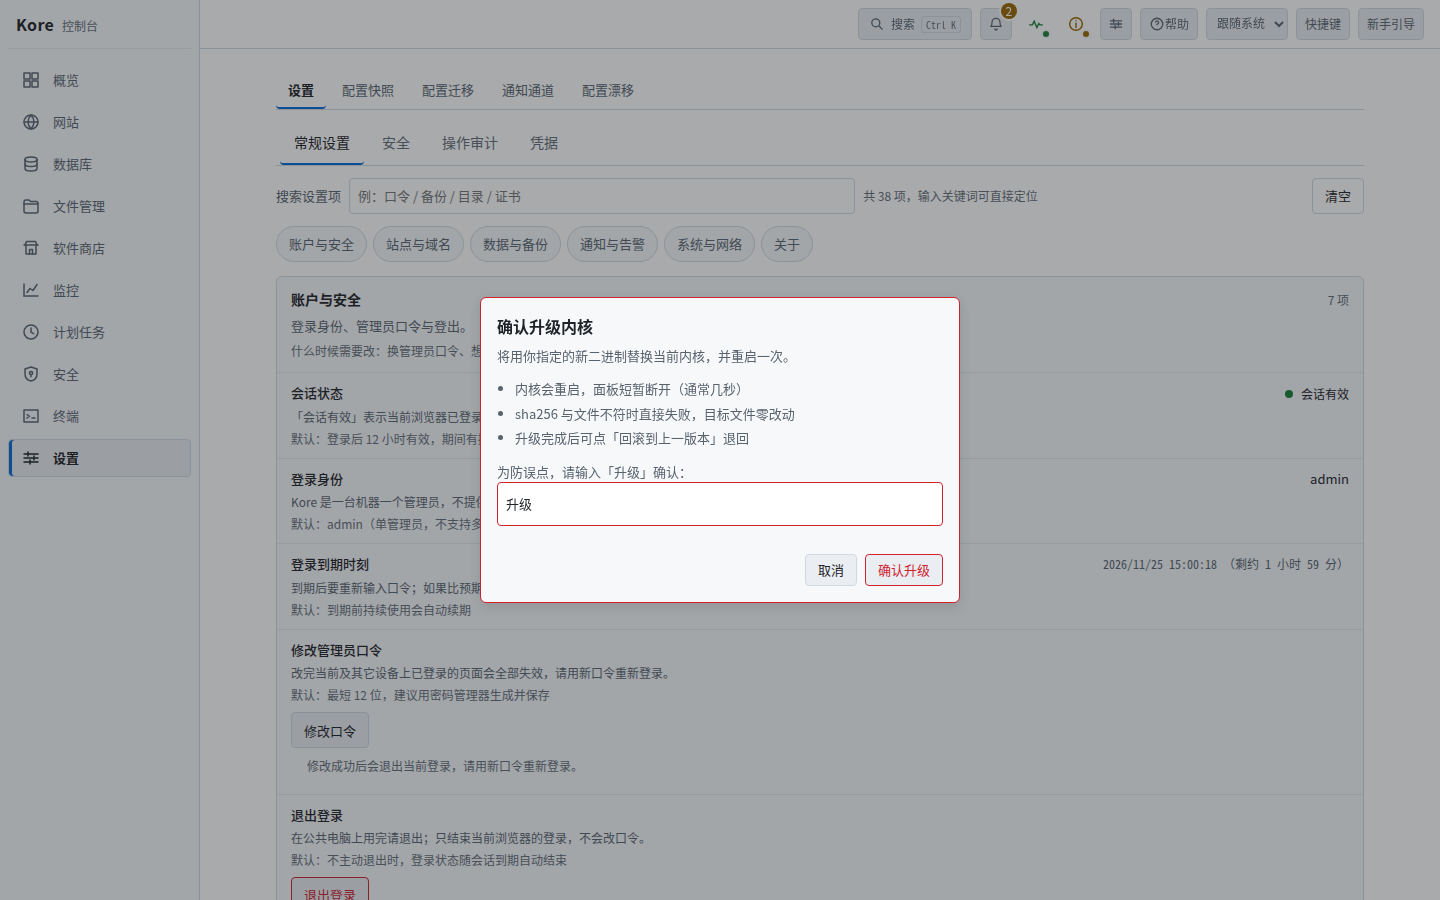 Kore 控制台
搜索 Ctrl K
2
帮助
跟随系统
快捷键
新手引导
概览
网站
数据库
文件管理
软件商店
监控
计划任务
安全
终端
设置
设置 配置快照 配置迁移 通知通道 配置漂移
常规设置 安全 操作审计 凭据
搜索设置项 例：口令 / 备份 / 目录 / 证书 共 38 项，输入关键词可直接定位 清空
账户与安全 站点与域名 数据与备份 通知与告警 系统与网络 关于
账户与安全 7 项
登录身份、管理员口令与登出。
什么时候需要改：换管理员口令、想
会话状态 会话有效
「会话有效」表示当前浏览器已登录
默认：登录后 12 小时有效，期间有
登录身份 admin
Kore 是一台机器一个管理员，不提供
默认：admin（单管理员，不支持多
登录到期时刻 2026/11/25 15:00:18 （剩约 1 小时 59 分）
到期后要重新输入口令；如果比预期
默认：到期前持续使用会自动续期
修改管理员口令
改完当前及其它设备上已登录的页面会全部失效，请用新口令重新登录。
默认：最短 12 位，建议用密码管理器生成并保存
修改口令
修改成功后会退出当前登录，请用新口令重新登录。
退出登录
在公共电脑上用完请退出；只结束当前浏览器的登录，不会改口令。
默认：不主动退出时，登录状态随会话到期自动结束
退出登录
确认升级内核
将用你指定的新二进制替换当前内核，并重启一次。
内核会重启，面板短暂断开（通常几秒）
sha256 与文件不符时直接失败，目标文件零改动
升级完成后可点「回滚到上一版本」退回
为防误点，请输入「升级」确认：
升级
取消 确认升级